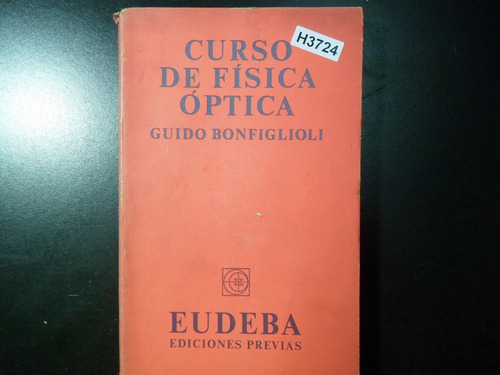 H3724
CURSO
DE FÍSICA
ÓPTICA
GUIDO BONFIGLIOLI
EUDEBA
EDICIONES PREVIAS